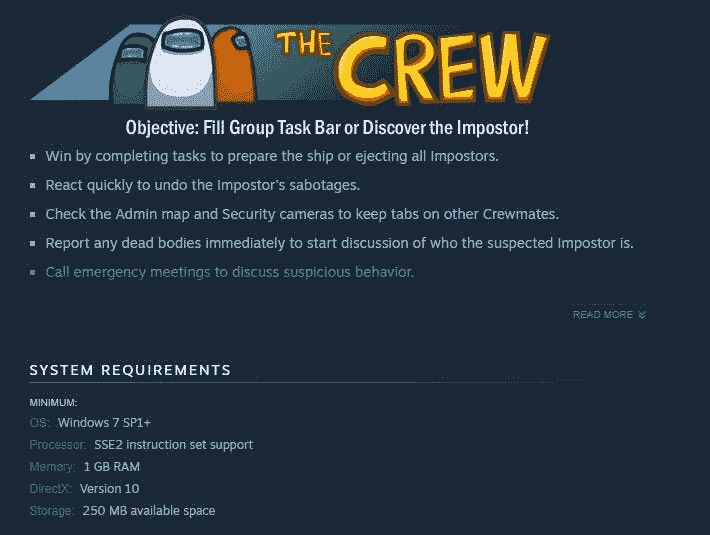 THE CREW
Objective: Fill Group Task Bar or Discover the Impostor!
Win by completing tasks to prepare the ship or ejecting all Impostors.
React quickly to undo the Impostor's sabotages.
Check the Admin map and Security cameras to keep tabs on other Crewmates.
Report any dead bodies immediately to start discussion of who the suspected Impostor is.
Call emergency meetings to discuss suspicious behavior.
READ MORE
SYSTEM REQUIREMENTS
MINIMUM:
OS: Windows 7 SP1+
Processor: SSE2 instruction set support
Memory: 1 GB RAM
DirectX: Version 10
Storage: 250 MB available space